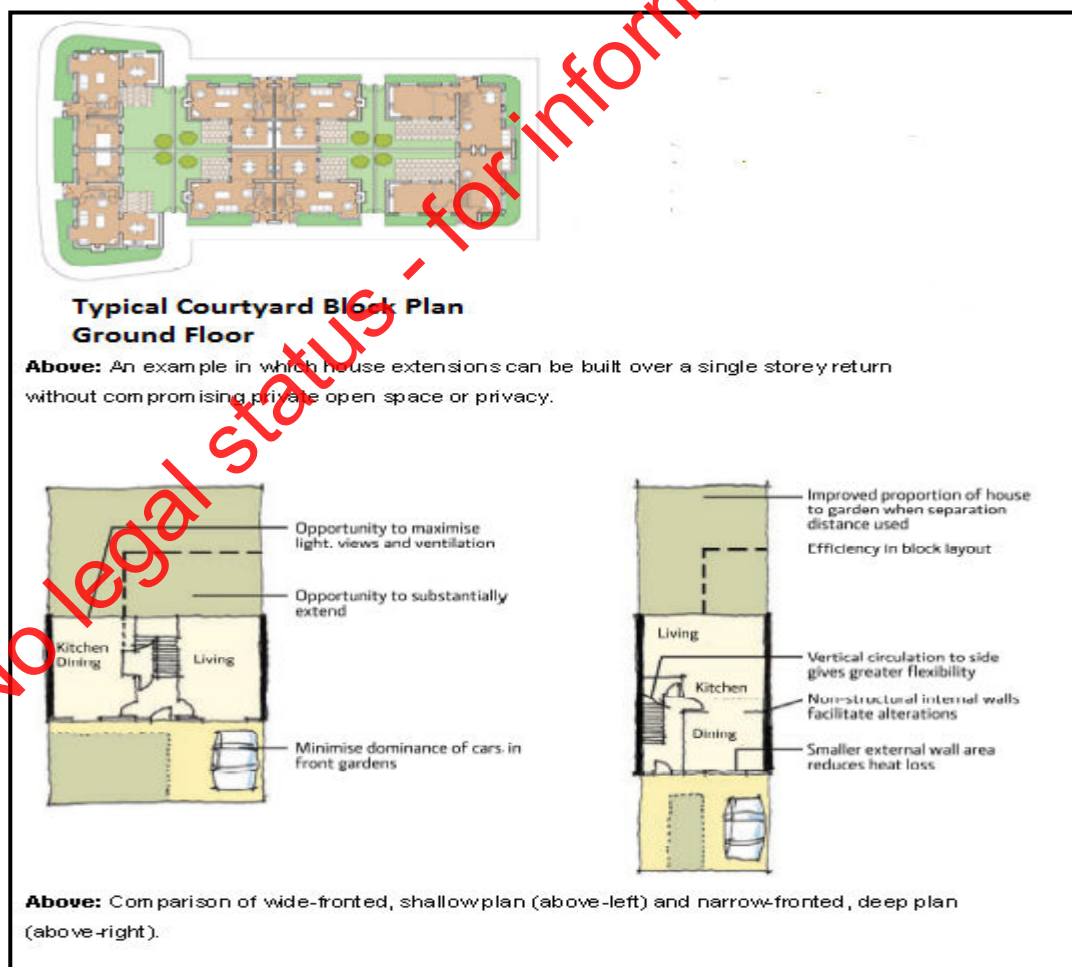 Typical Courtyard Block Plan
Ground Floor
Above: An example in which house extensions can be built over a single storey return
without compromising private open space or privacy.
Opportunity to maximise
light, views and ventilation
Opportunity to substantially
extend
Kitchen
Dining
Living
Minimise dominance of cars in
front gardens
Improved proportion of house
to garden when separation
distance used
Efficiency in block layout
Living
Kitchen
Dining
Vertical circulation to side
gives greater flexibility
Non-structural internal walls
facilitate alterations
Smaller external wall area
reduces heat loss
Above: Comparison of wide-fronted, shallow plan (above-left) and narrow-fronted, deep plan
(above-right).
No legal status - for inform